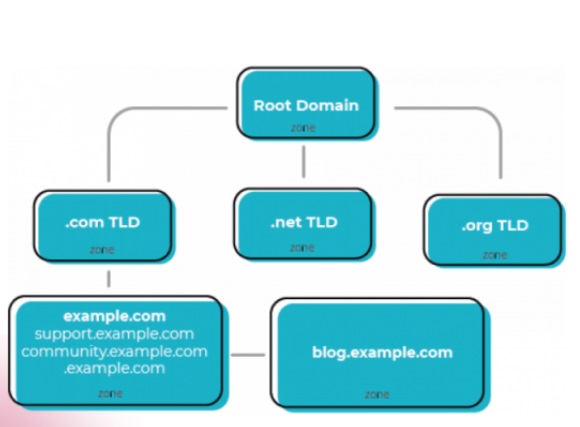 Root Domain
zone
.com TLD
zone
.net TLD
zone
.org TLD
zone
example.com
support.example.com
community.example.com
.example.com
zone
blog.example.com
zone